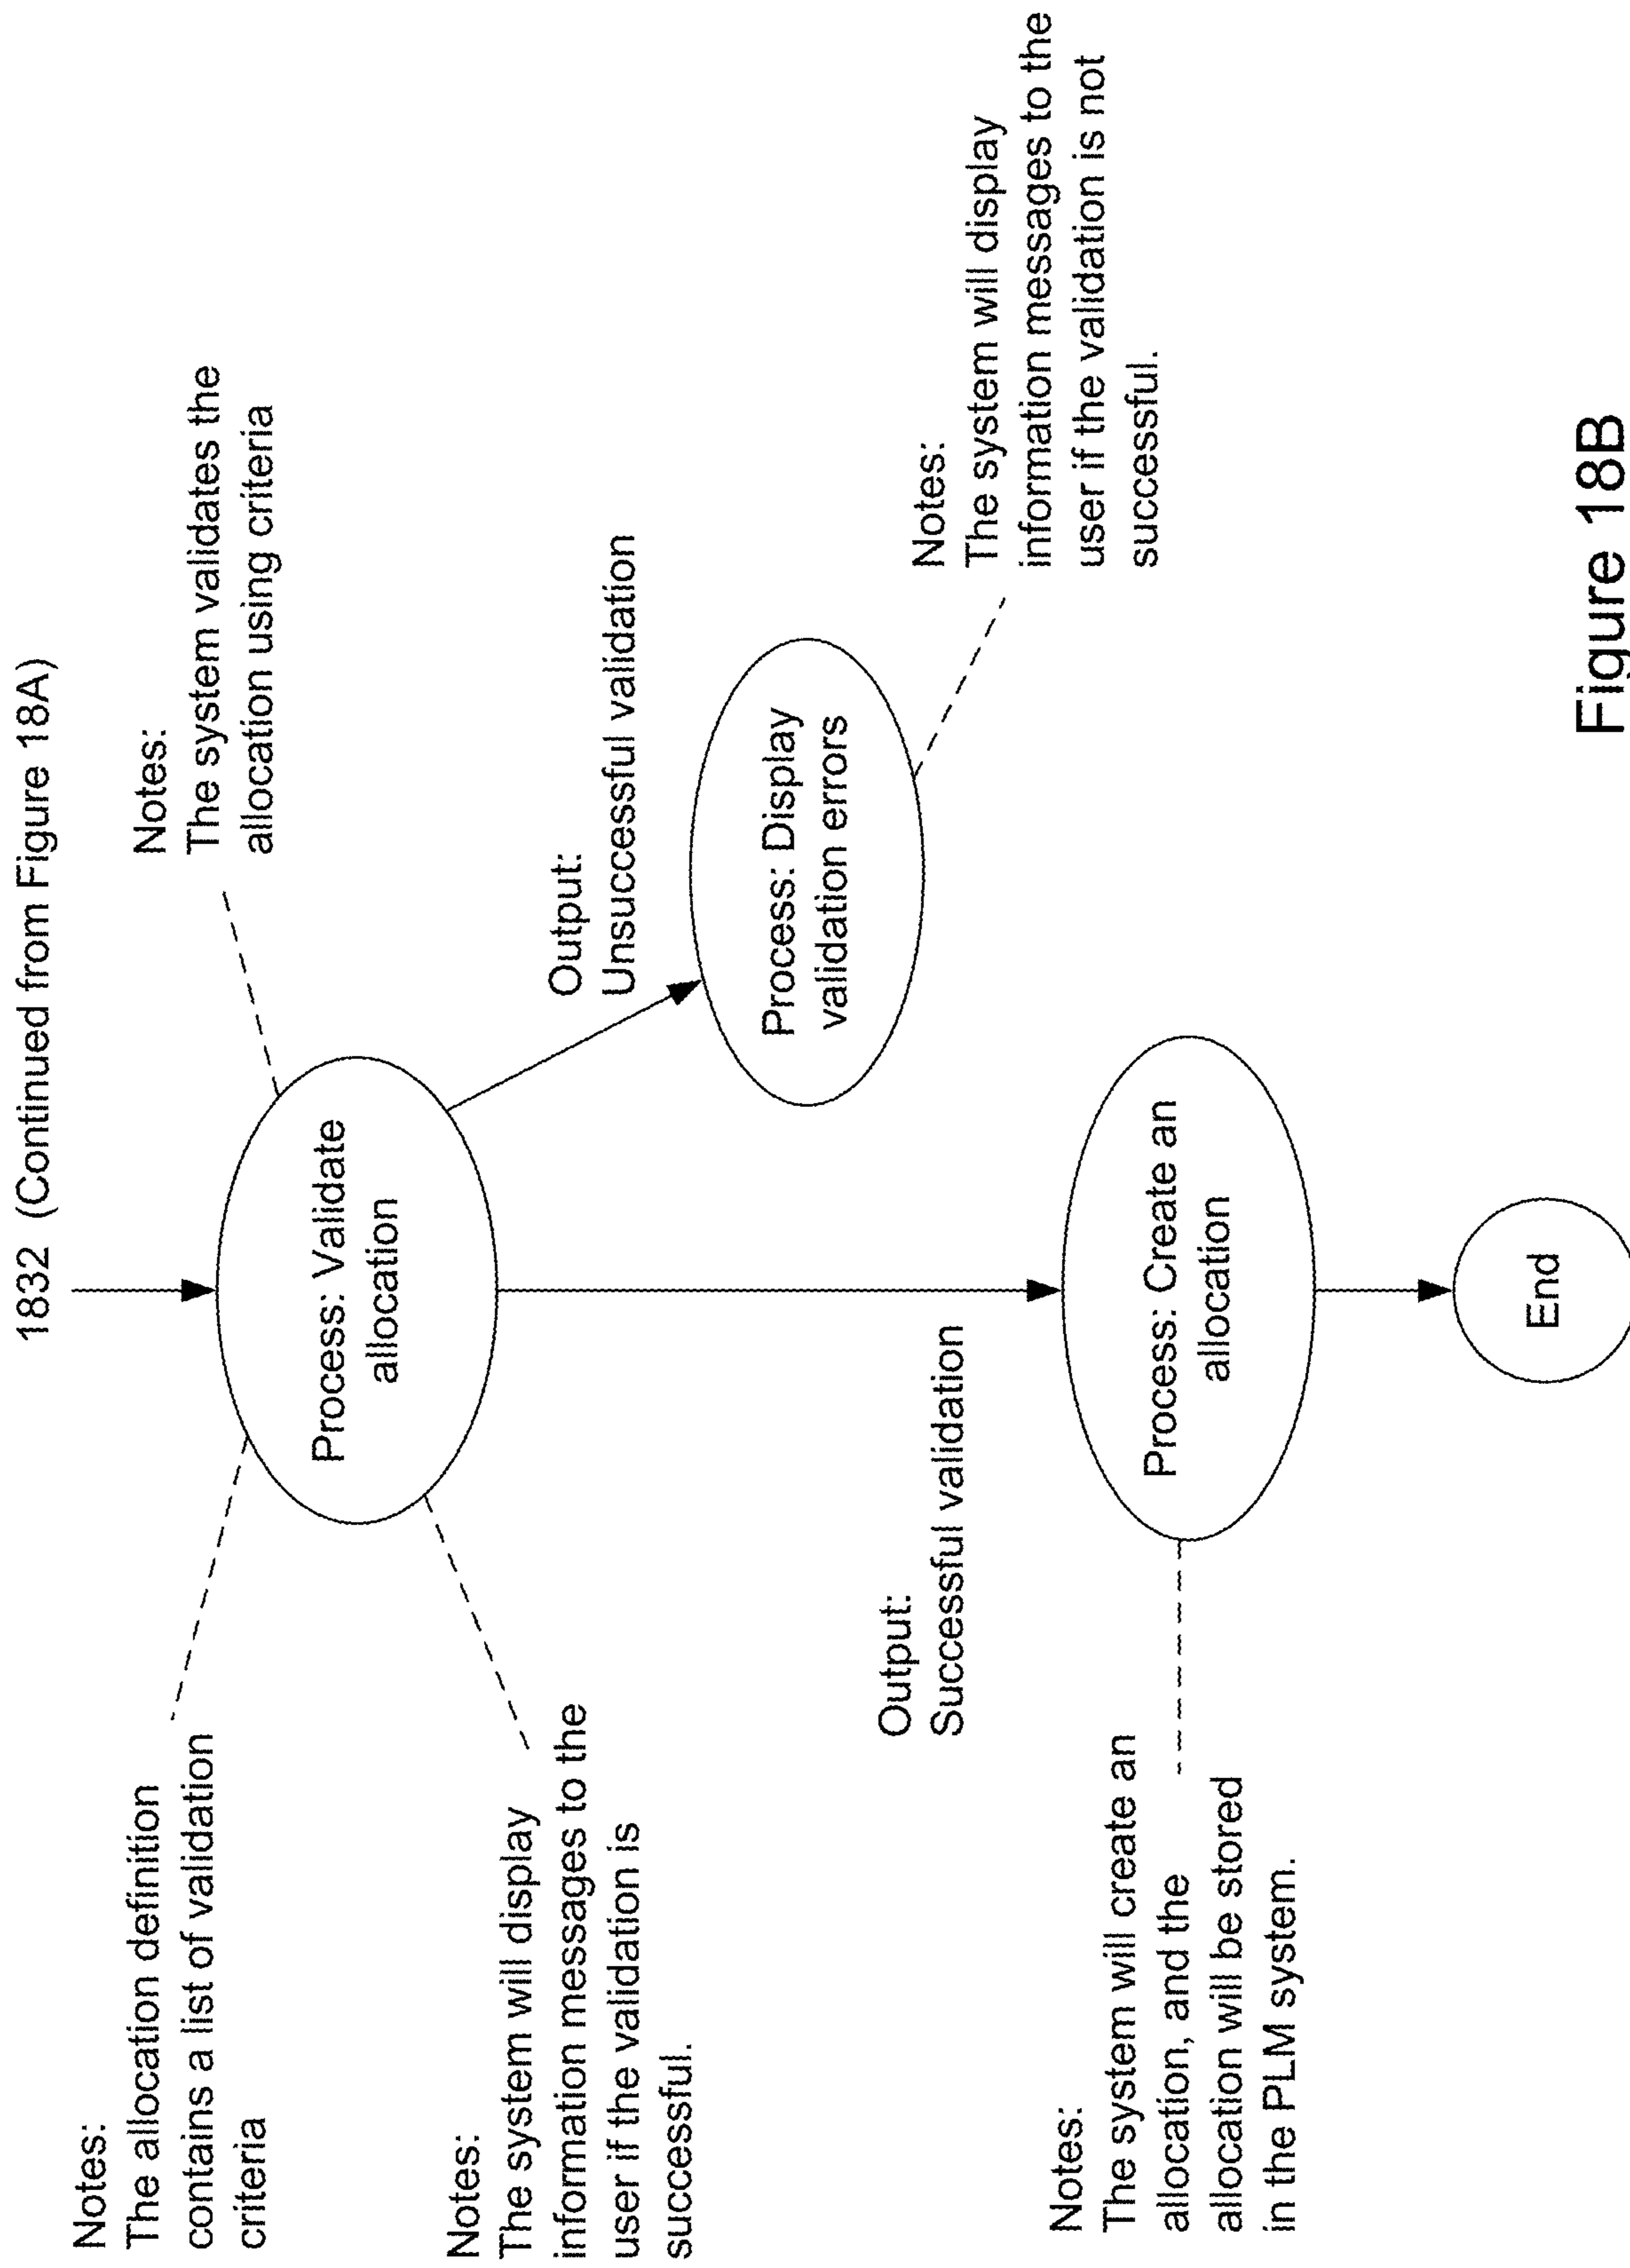 1832 (Continued from Figure 18A)
Notes:
The allocation definition
contains a list of validation
criteria
Process: Validate
allocation
Notes:
The system validates the
allocation using criteria
Notes:
The system will display
information messages to the
user if the validation is
successful.
Output:
Unsuccessful validation
Process: Display
validation errors
Notes:
The system will display
information messages to the
user if the validation is not
successful.
Output:
Successful validation
Notes:
The system will create an
allocation, and the
allocation will be stored
in the PLM system.
Process: Create an
allocation
End
Figure 18B